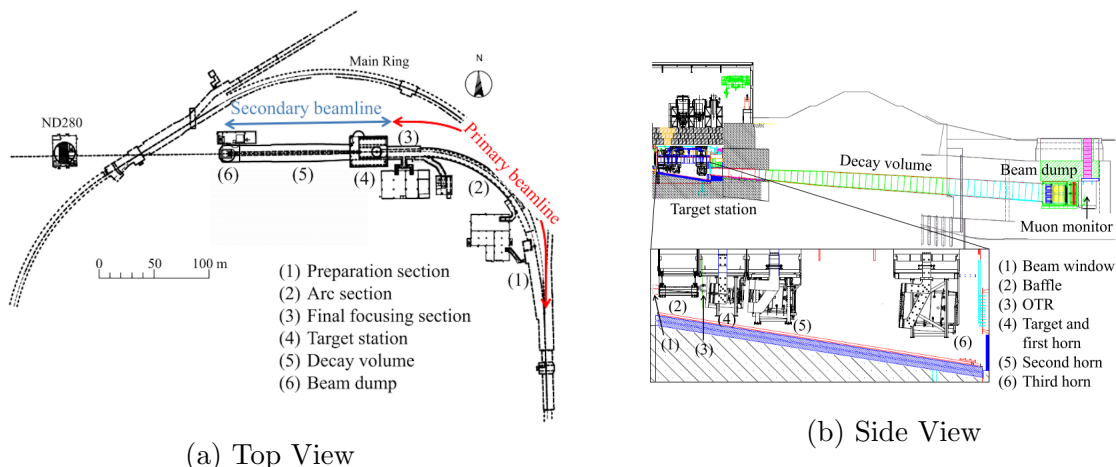 Main Ring
N
ND280
Secondary beamline
Primary beamline
(3)
(6)
(5)
(4)
(2)
(1)
0 50 100 m
(1) Preparation section
(2) Arc section
(3) Final focusing section
(4) Target station
(5) Decay volume
(6) Beam dump
(a) Top View
Decay volume
Beam dump
Target station
Muon monitor
(1)
(2)
(3)
(4)
(5)
(6)
(1) Beam window
(2) Baffle
(3) OTR
(4) Target and
first horn
(5) Second horn
(6) Third horn
(b) Side View